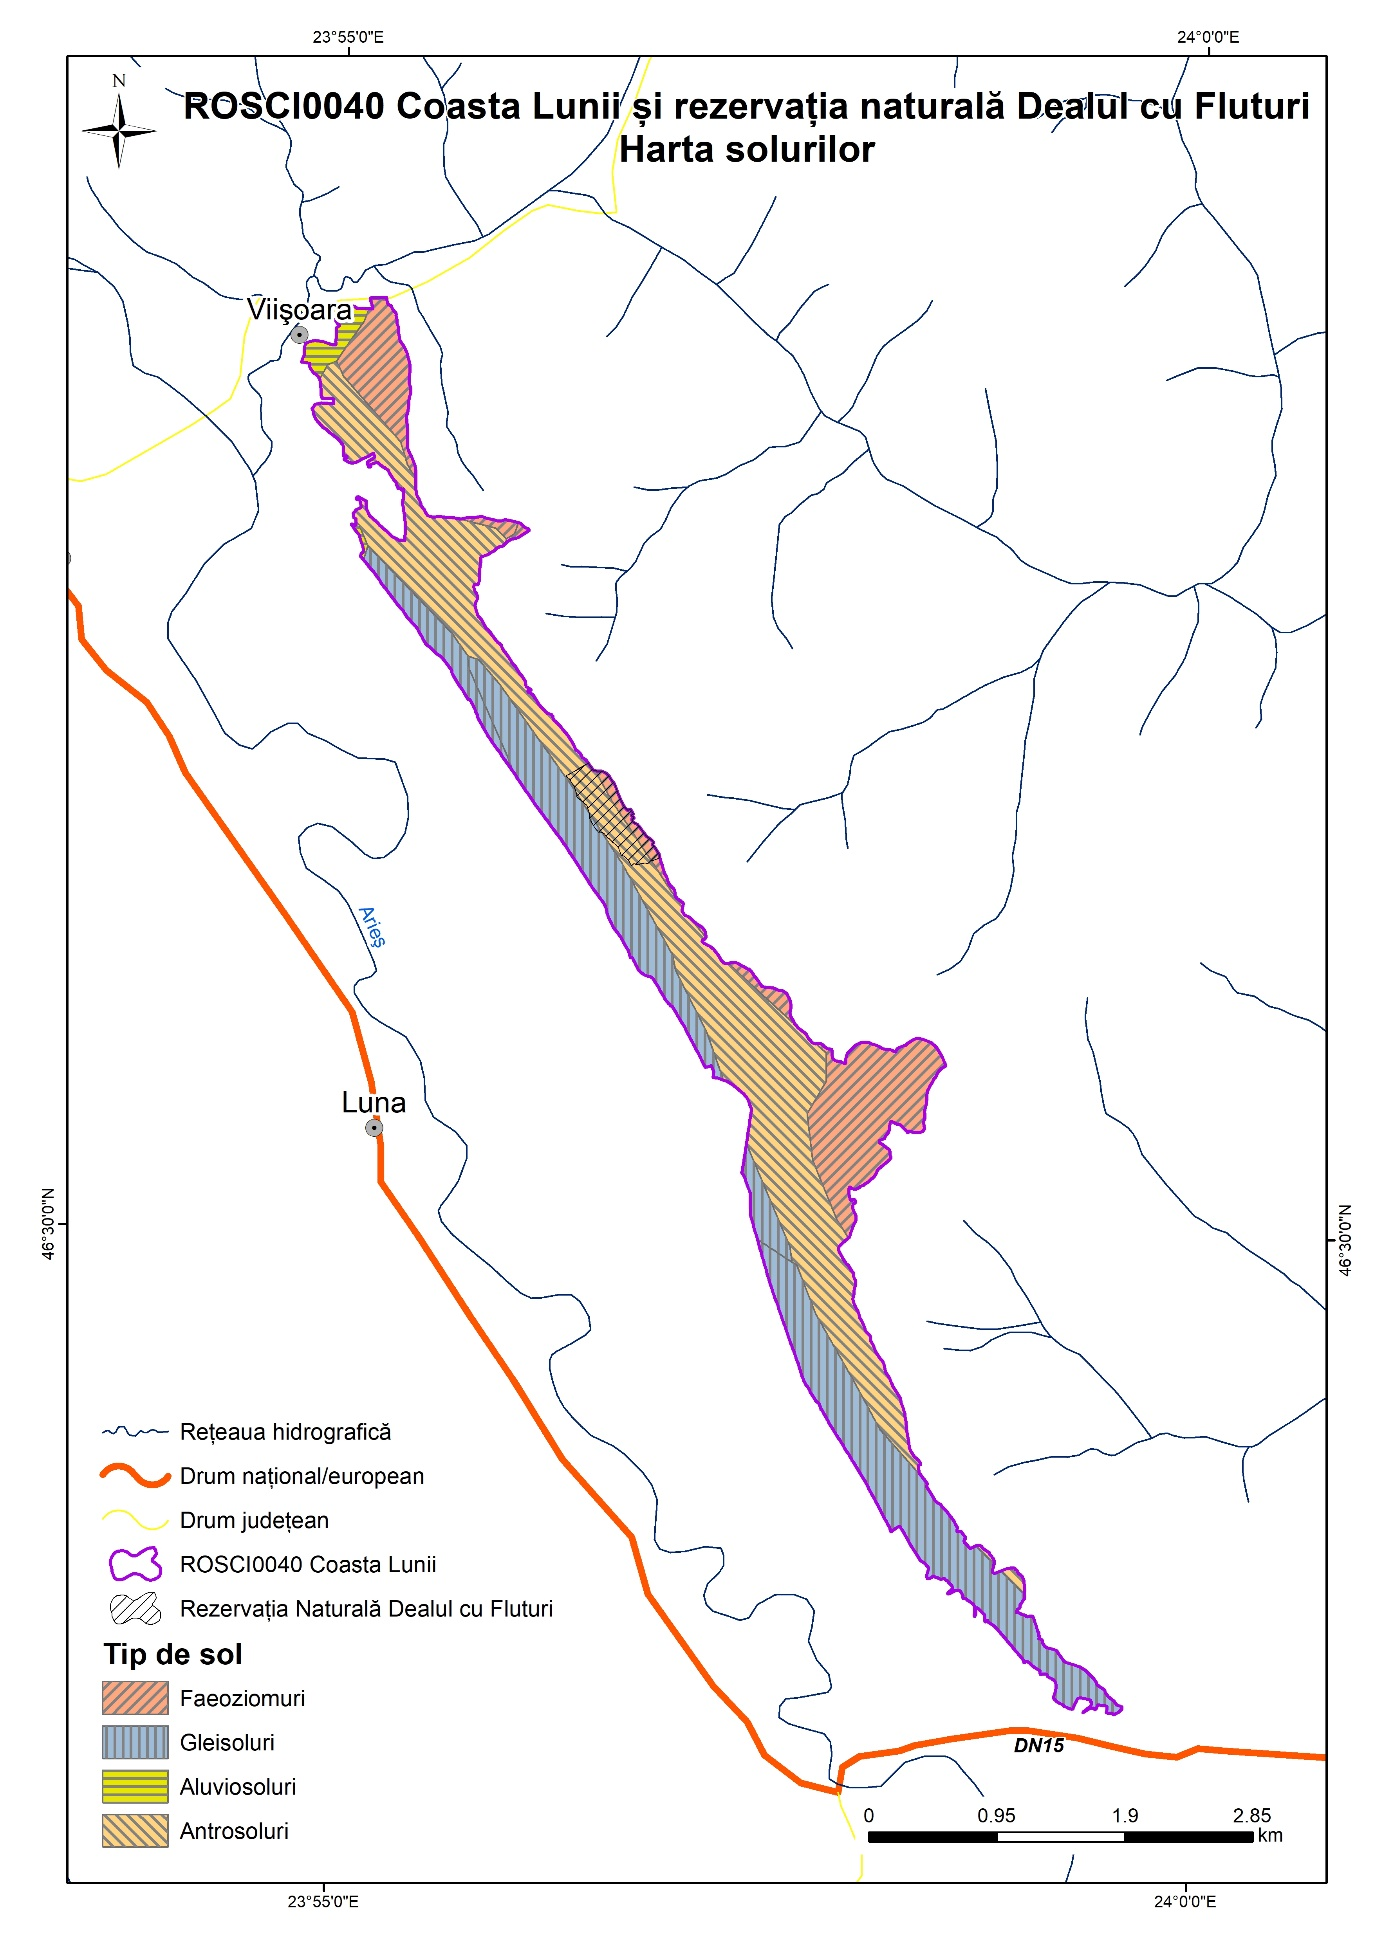 23°55'0"E
24°0'0"E
N
ROSCI0040 Coasta Lunii și rezervația naturală Dealul cu Fluturi
Harta solurilor
Viişoara
Arieş
Luna
46°30'0"N
46°30'0"N
Rețeaua hidrografică
Drum național/european
Drum județean
ROSCI0040 Coasta Lunii
Rezervația Naturală Dealul cu Fluturi
Tip de sol
Faeoziomuri
Gleisoluri
Aluviosoluri
Antrosoluri
DN15
0 0.95 1.9 2.85
km
23°55'0"E
24°0'0"E